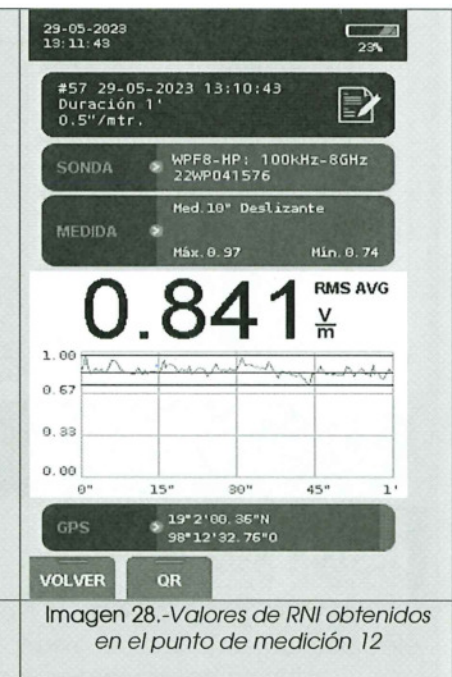 29-05-2023
13:11:43
23%
#57 29-05-2023 13:10:43
Duración 1'
0.5"/mtr.
SONDA
WPF8-HP: 100kHz-8GHz
22WP041576
MEDIDA
Med.10" Deslizante
Máx.0.97 Mín.0.74
0.841 RMS AVG
V/m
1.00
0.67
0.33
0.00
0" 15" 30" 45" 1'
GPS
19°2'00.36"N
98°12'32.76"O
VOLVER QR
Imagen 28.-Valores de RNI obtenidos
en el punto de medición 12